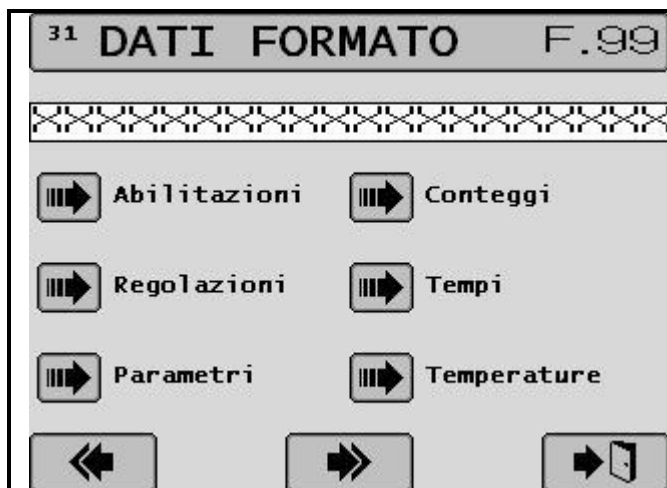 31 DATI FORMATO F.99
Abilitazioni Conteggi
Regolazioni Tempi
Parametri Temperature